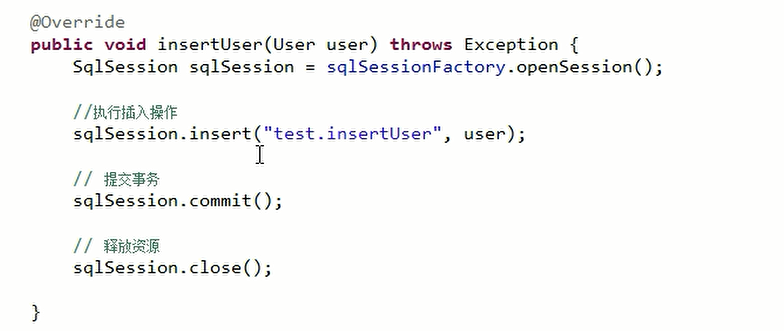 @Override
public void insertUser(User user) throws Exception {
SqlSession sqlSession = sqlSessionFactory.openSession();
//执行插入操作
sqlSession.insert("test.insertUser", user);
// 提交事务
sqlSession.commit();
// 释放资源
sqlSession.close();
}